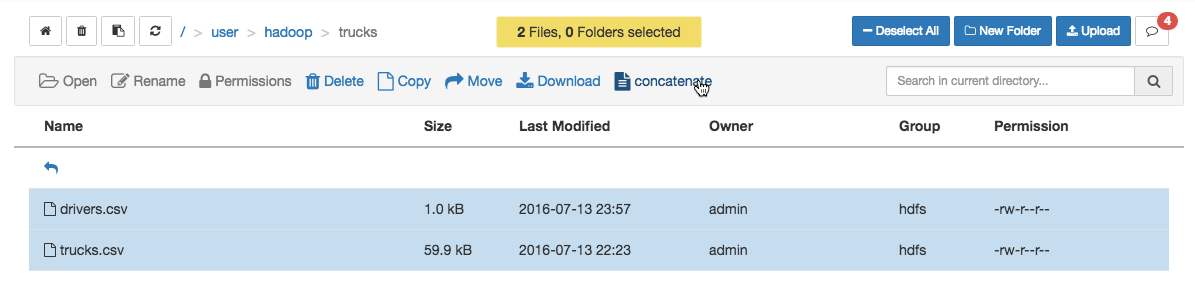 / > user > hadoop > trucks 2 Files, 0 Folders selected Deselect All New Folder Upload 4
Open Rename Permissions Delete Copy Move Download concatenate Search in current directory...
Name Size Last Modified Owner Group Permission
drivers.csv 1.0 kB 2016-07-13 23:57 admin hdfs -rw-r--r--
trucks.csv 59.9 kB 2016-07-13 22:23 admin hdfs -rw-r--r--